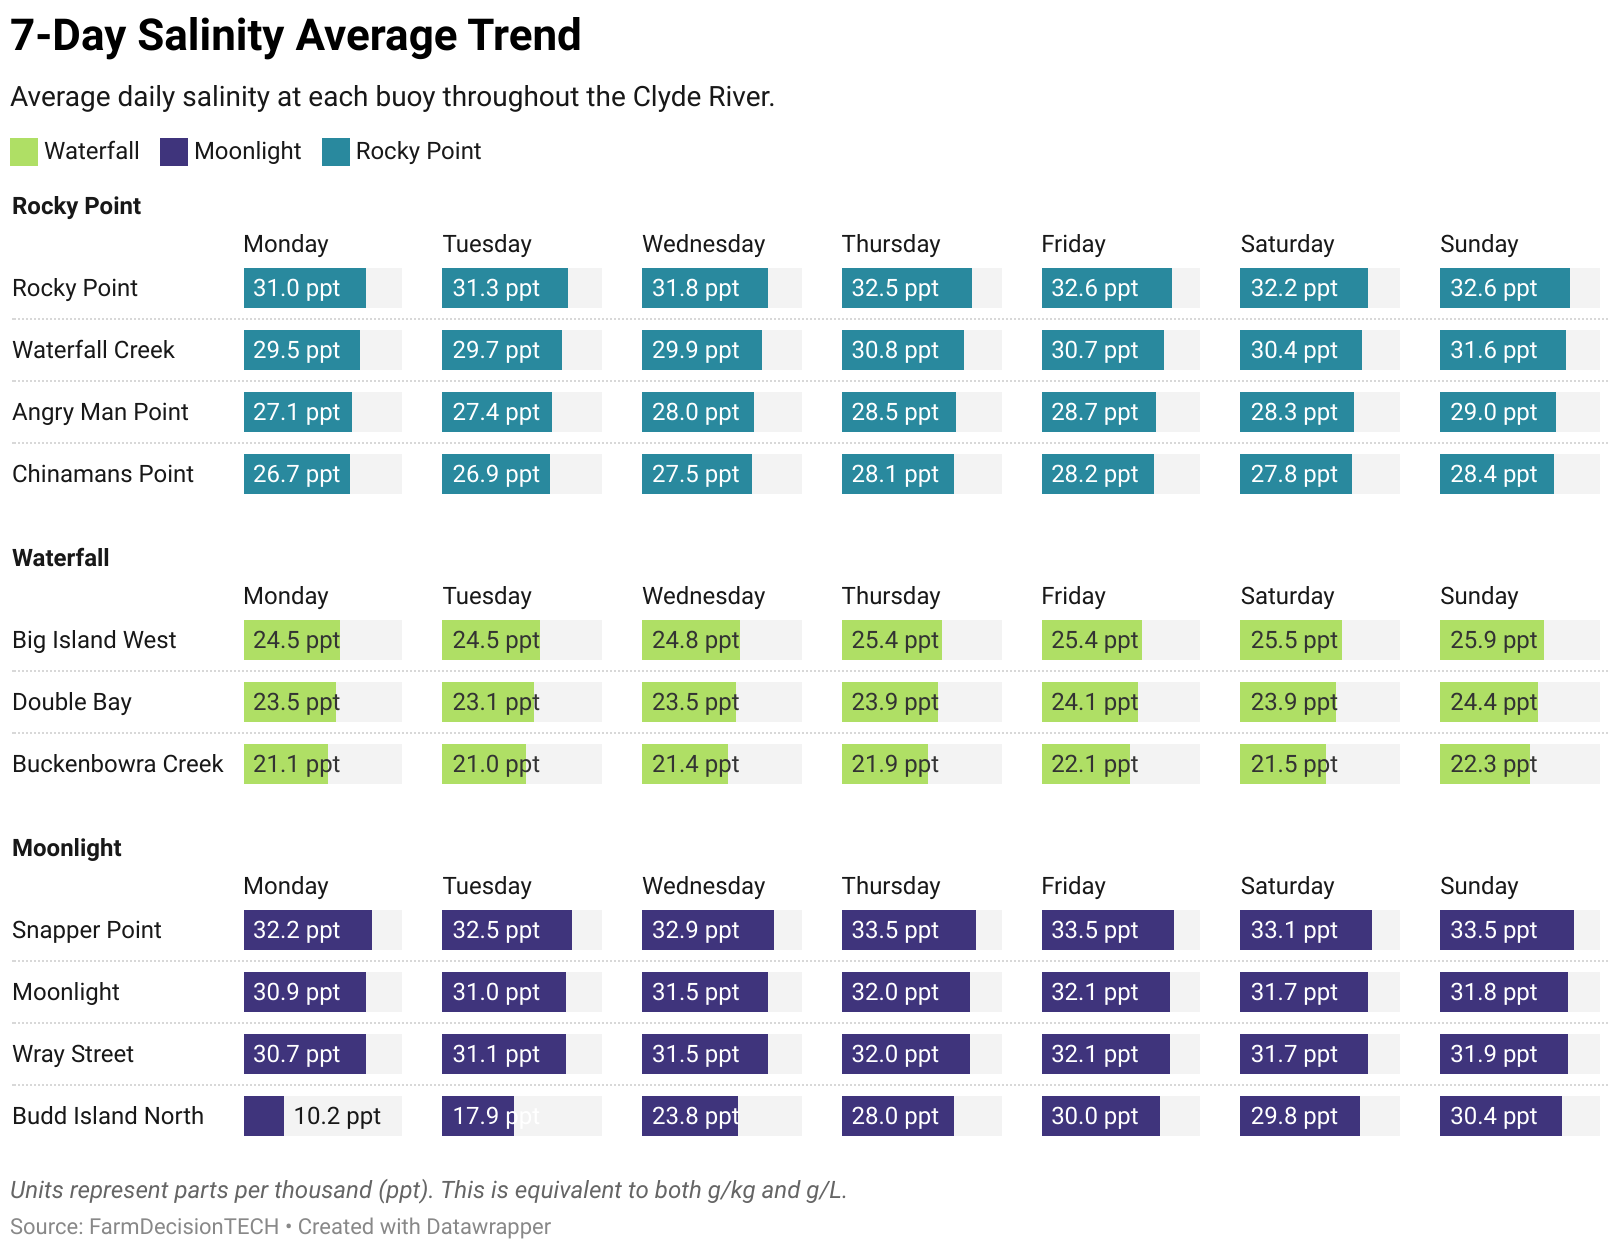 7-Day Salinity Average Trend
Average daily salinity at each buoy throughout the Clyde River.
Waterfall Moonlight Rocky Point
Rocky Point
Monday Tuesday Wednesday Thursday Friday Saturday Sunday
Rocky Point 31.0 ppt 31.3 ppt 31.8 ppt 32.5 ppt 32.6 ppt 32.2 ppt 32.6 ppt
Waterfall Creek 29.5 ppt 29.7 ppt 29.9 ppt 30.8 ppt 30.7 ppt 30.4 ppt 31.6 ppt
Angry Man Point 27.1 ppt 27.4 ppt 28.0 ppt 28.5 ppt 28.7 ppt 28.3 ppt 29.0 ppt
Chinamans Point 26.7 ppt 26.9 ppt 27.5 ppt 28.1 ppt 28.2 ppt 27.8 ppt 28.4 ppt
Waterfall
Monday Tuesday Wednesday Thursday Friday Saturday Sunday
Big Island West 24.5 ppt 24.5 ppt 24.8 ppt 25.4 ppt 25.4 ppt 25.5 ppt 25.9 ppt
Double Bay 23.5 ppt 23.1 ppt 23.5 ppt 23.9 ppt 24.1 ppt 23.9 ppt 24.4 ppt
Buckenbowra Creek 21.1 ppt 21.0 ppt 21.4 ppt 21.9 ppt 22.1 ppt 21.5 ppt 22.3 ppt
Moonlight
Monday Tuesday Wednesday Thursday Friday Saturday Sunday
Snapper Point 32.2 ppt 32.5 ppt 32.9 ppt 33.5 ppt 33.5 ppt 33.1 ppt 33.5 ppt
Moonlight 30.9 ppt 31.0 ppt 31.5 ppt 32.0 ppt 32.1 ppt 31.7 ppt 31.8 ppt
Wray Street 30.7 ppt 31.1 ppt 31.5 ppt 32.0 ppt 32.1 ppt 31.7 ppt 31.9 ppt
Budd Island North 10.2 ppt 17.9 ppt 23.8 ppt 28.0 ppt 30.0 ppt 29.8 ppt 30.4 ppt
Units represent parts per thousand (ppt). This is equivalent to both g/kg and g/L.
Source: FarmDecisionTECH • Created with Datawrapper